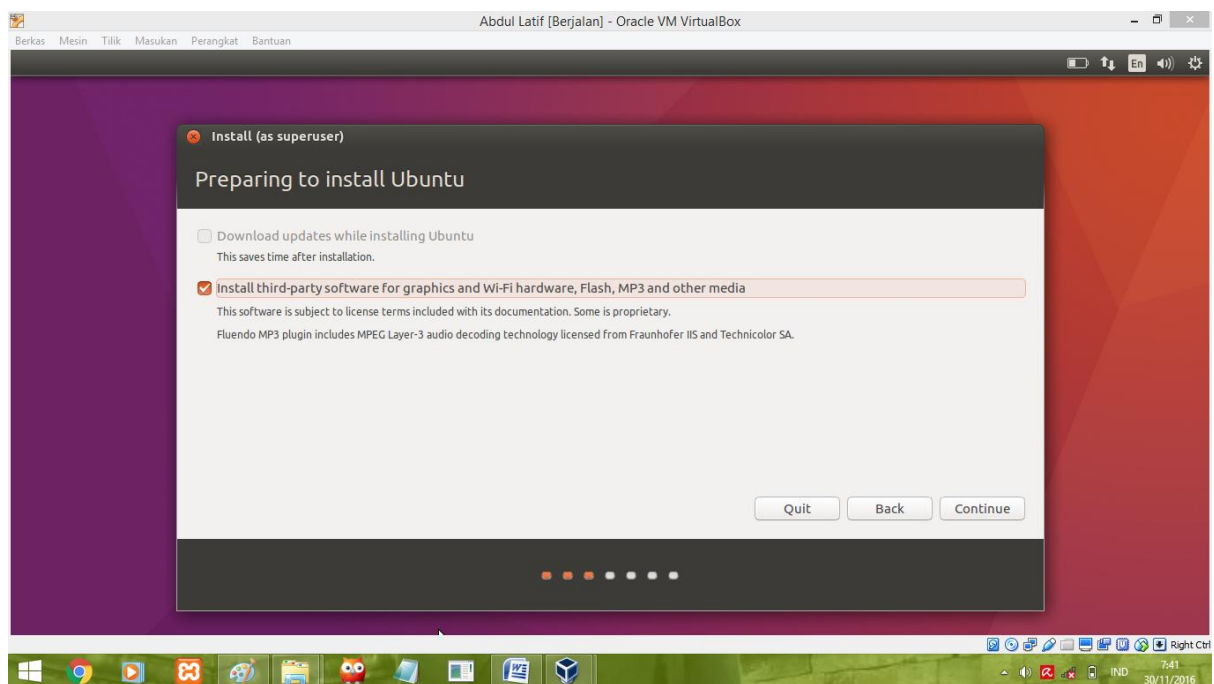 Abdul Latif [Berjalan] - Oracle VM VirtualBox
Berkas Mesin Tilik Masukan Perangkat Bantuan
En
Install (as superuser)
Preparing to install Ubuntu
Download updates while installing Ubuntu
This saves time after installation.
Install third-party software for graphics and Wi-Fi hardware, Flash, MP3 and other media
This software is subject to license terms included with its documentation. Some is proprietary.
Fluendo MP3 plugin includes MPEG Layer-3 audio decoding technology licensed from Fraunhofer IIS and Technicolor SA.
Quit Back Continue
Right Ctrl
IND 7:41
30/11/2016